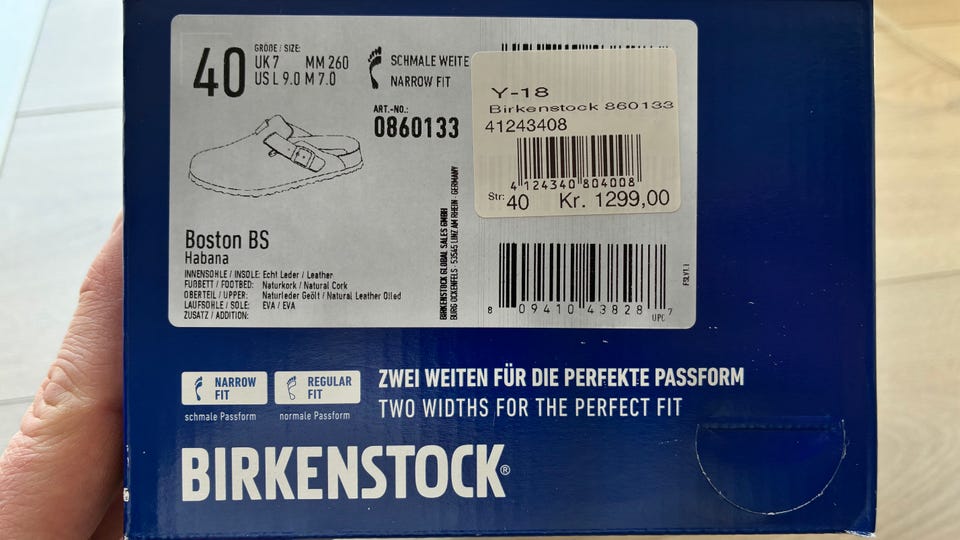 40
GRÖßE / SIZE:
UK 7 MM 260
US L 9.0 M 7.0
SCHMALE WEITE
NARROW FIT
ART.-NO.:
0860133
Y-18
Birkenstock 860133
41243408
4 124340 804008
Str: 40 Kr. 1299,00
Boston BS
Habana
INNENSOHLE / INSOLE: Echt Leder / Leather
FUßBETT / FOOTBED: Naturkork / Natural Cork
OBERTEIL / UPPER: Naturleder Geölt / Natural Leather Oiled
LAUFSOHLE / SOLE: EVA / EVA
ZUSATZ / ADDITION:
BIRKENSTOCK GLOBAL SALES GMBH
BURG OCKENFELS · 53545 LINZ AM RHEIN · GERMANY
8 09410 43828 7
UPC
FSLV1.1
NARROW FIT
schmale Passform
REGULAR FIT
normale Passform
ZWEI WEITEN FÜR DIE PERFEKTE PASSFORM
TWO WIDTHS FOR THE PERFECT FIT
BIRKENSTOCK®